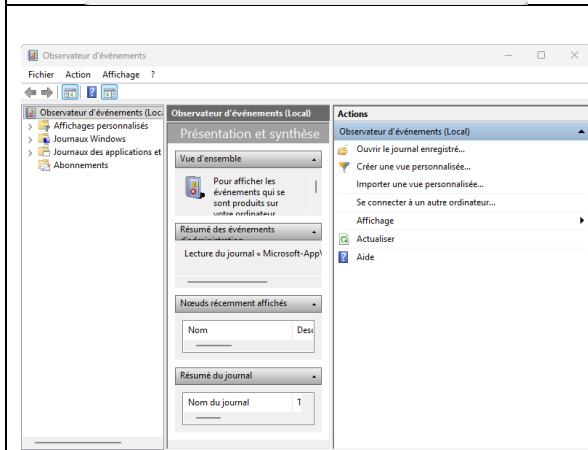 Observateur d'événements
Fichier Action Affichage ?
Observateur d'événements (Loca
Affichages personnalisés
Journaux Windows
Journaux des applications et
Abonnements
Observateur d'événements (Local)
Présentation et synthèse
Vue d'ensemble
Pour afficher les
événements qui se
sont produits sur
votre ordinateur
Résumé des événements
d'administration
Lecture du journal « Microsoft-App
Nœuds récemment affichés
Nom Desc
Résumé du journal
Nom du journal T
Actions
Observateur d'événements (Local)
Ouvrir le journal enregistré...
Créer une vue personnalisée...
Importer une vue personnalisée...
Se connecter à un autre ordinateur...
Affichage
Actualiser
Aide